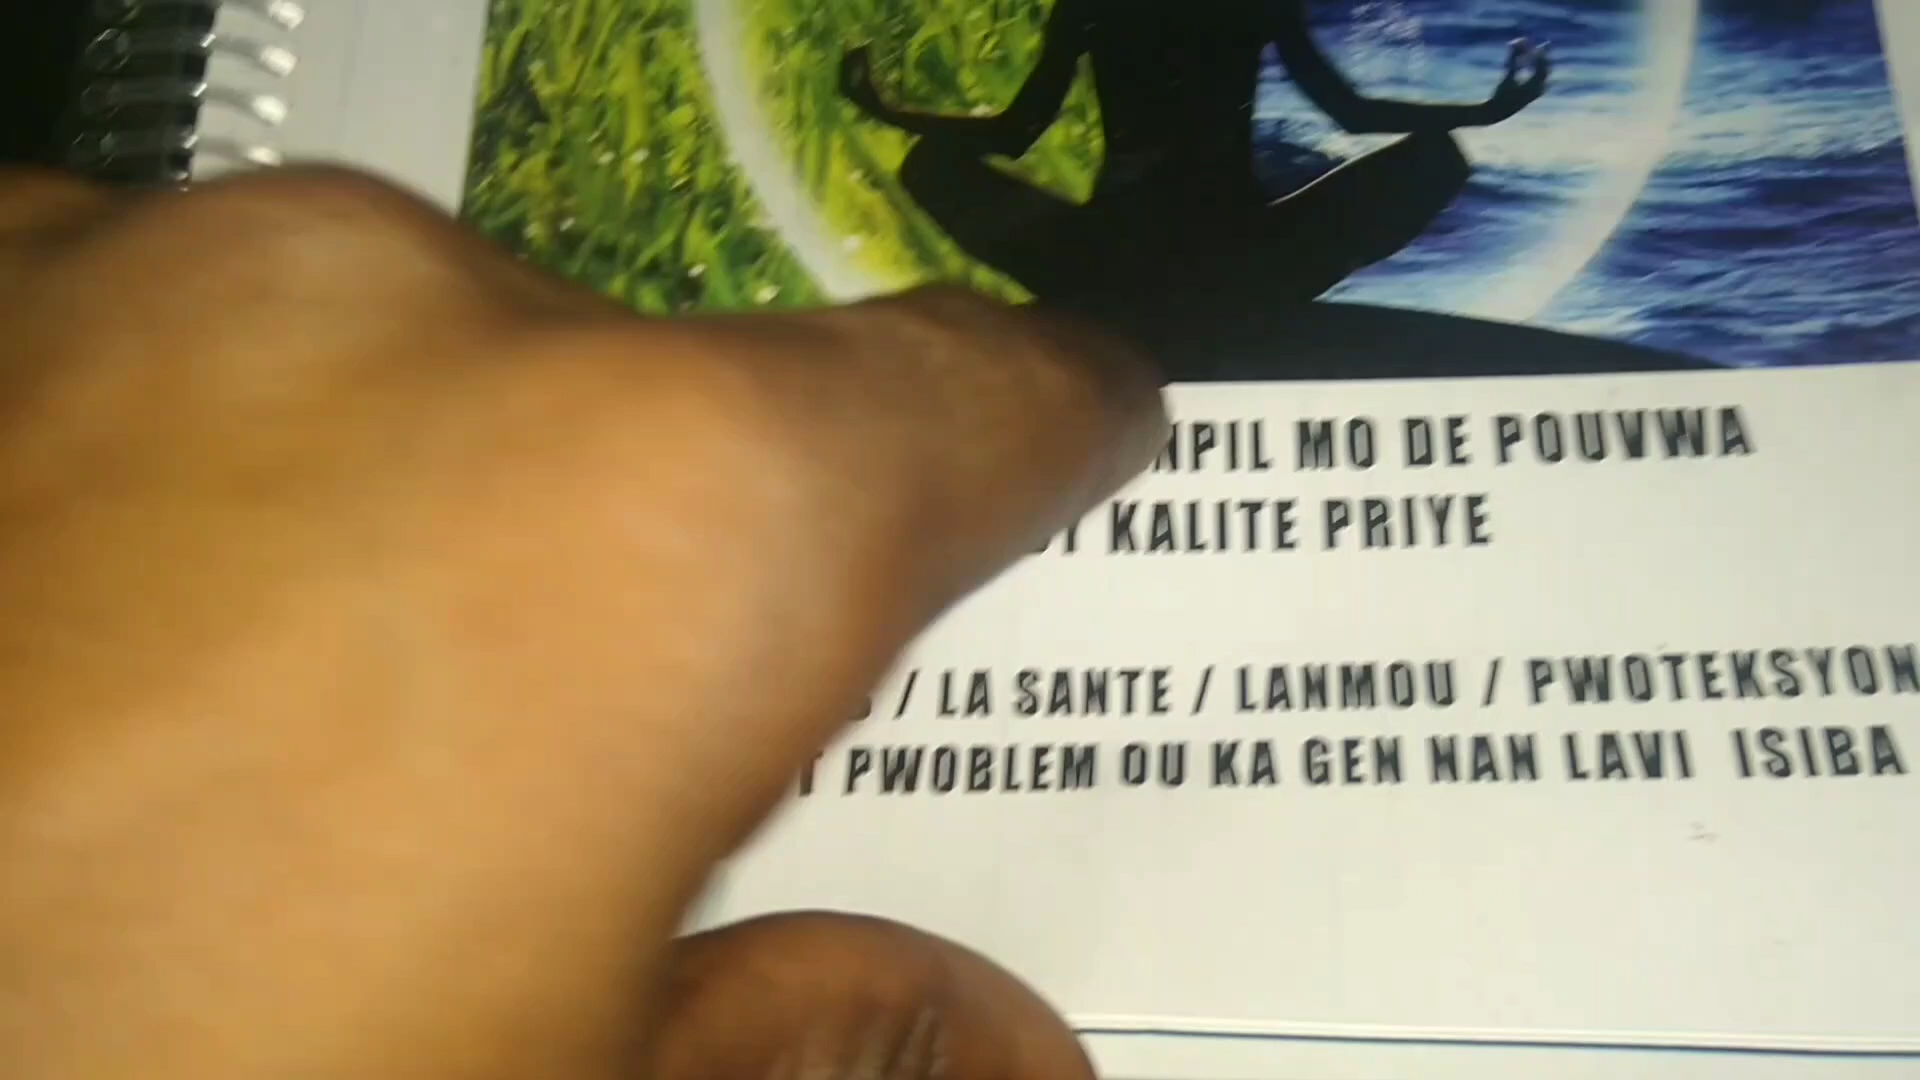 MO DE POUVWA
KALITE PRIYE
/ LA SANTE / LANMOU / PWOTEKSYON
PWOBLEM OU KA GEN NAN LAVI ISIBA